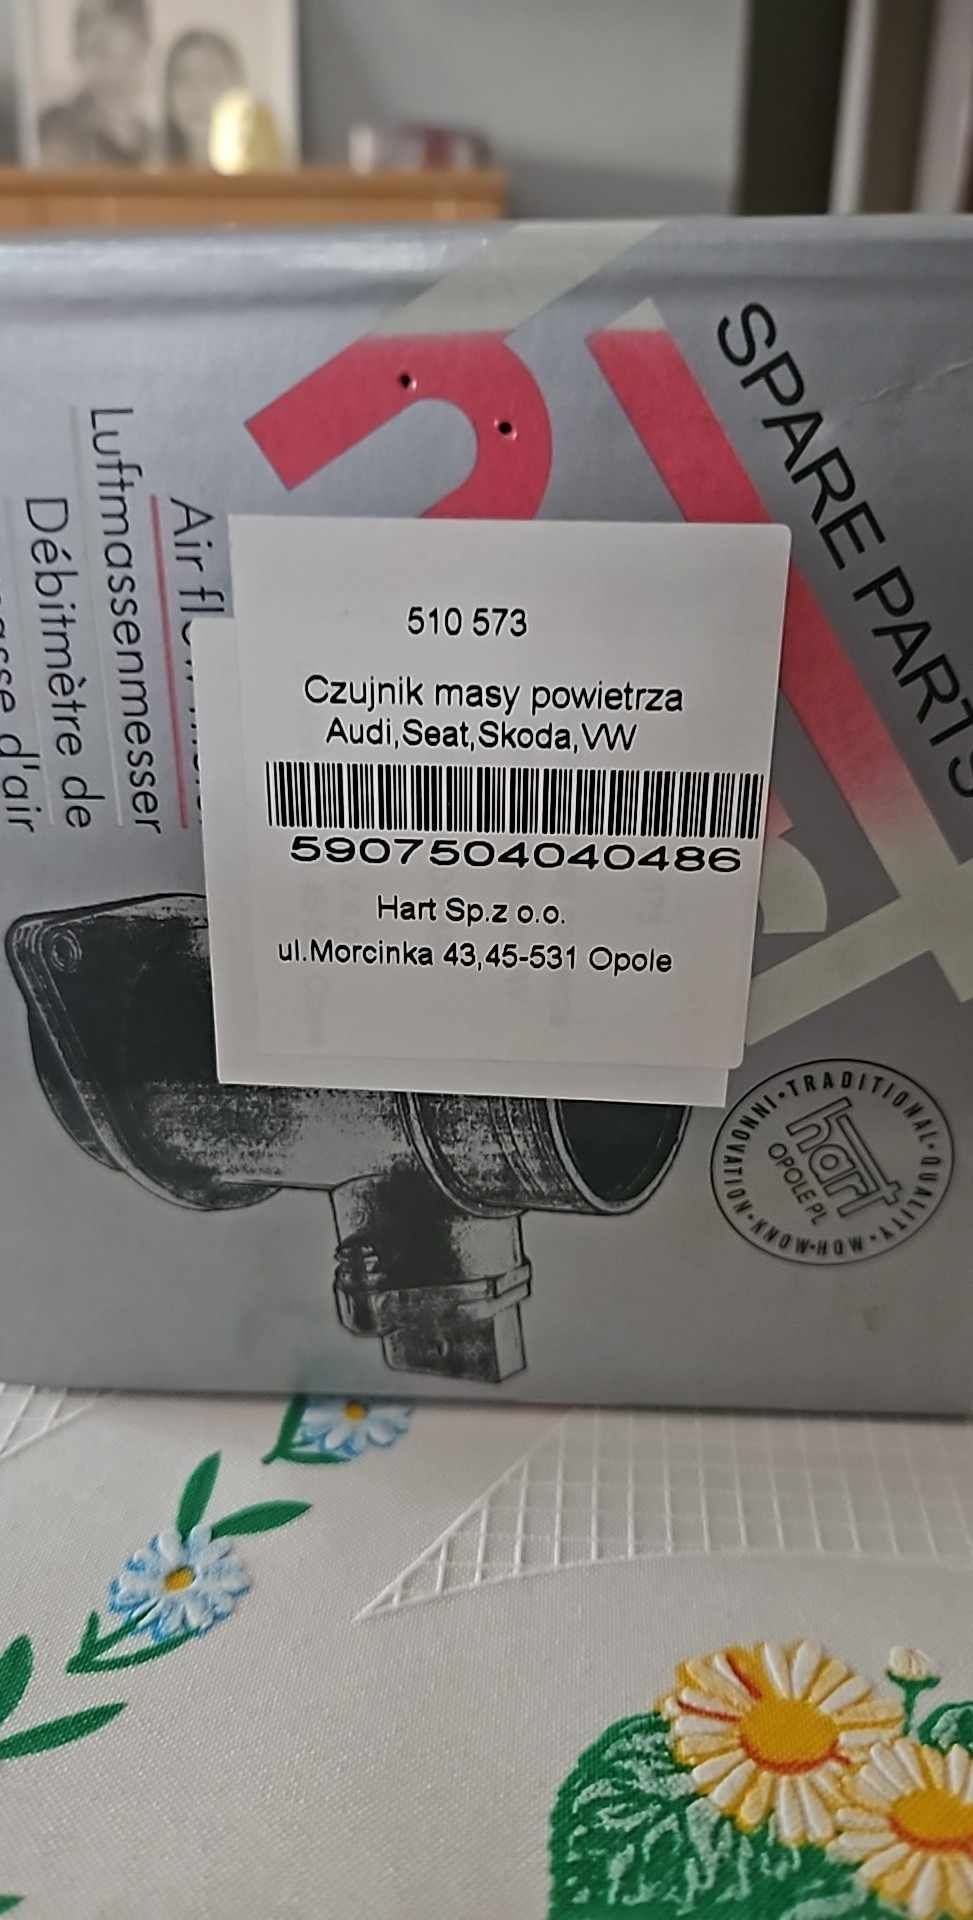 SPARE PARTS
Luftmassenmesser
Débitmètre de
d'air
Air
510 573
Czujnik masy powietrza
Audi,Seat,Skoda,VW
5907504040486
Hart Sp.z o.o.
ul.Morcinka 43,45-531 Opole
TRADITIONAL·QUALITY·KNOW-HOW·INNOVATION
hart
OPOLE.PL